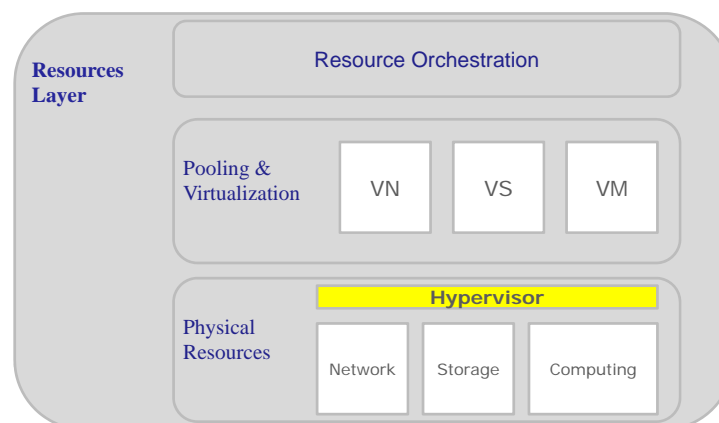 Resources
Layer
Resource Orchestration
Pooling &
Virtualization
VN
VS
VM
Hypervisor
Physical
Resources
Network
Storage
Computing